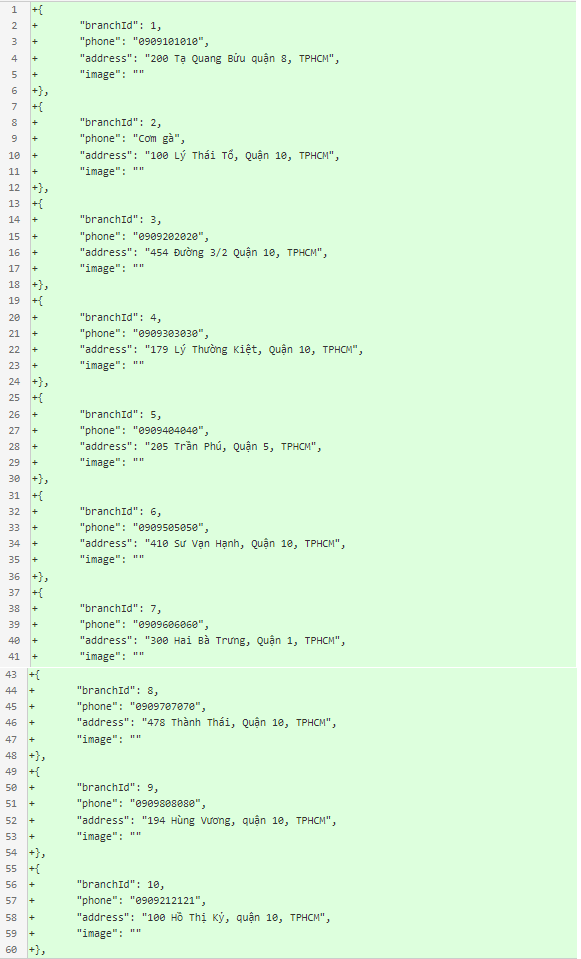 1 +{
2 + "branchId": 1,
3 + "phone": "0909101010",
4 + "address": "200 Tạ Quang Bửu quận 8, TPHCM",
5 + "image": ""
6 +},
7 +{
8 + "branchId": 2,
9 + "phone": "Cơm gà",
10 + "address": "100 Lý Thái Tổ, Quận 10, TPHCM",
11 + "image": ""
12 +},
13 +{
14 + "branchId": 3,
15 + "phone": "0909202020",
16 + "address": "454 Đường 3/2 Quận 10, TPHCM",
17 + "image": ""
18 +},
19 +{
20 + "branchId": 4,
21 + "phone": "0909303030",
22 + "address": "179 Lý Thường Kiệt, Quận 10, TPHCM",
23 + "image": ""
24 +},
25 +{
26 + "branchId": 5,
27 + "phone": "0909404040",
28 + "address": "205 Trần Phú, Quận 5, TPHCM",
29 + "image": ""
30 +},
31 +{
32 + "branchId": 6,
33 + "phone": "0909505050",
34 + "address": "410 Sư Vạn Hạnh, Quận 10, TPHCM",
35 + "image": ""
36 +},
37 +{
38 + "branchId": 7,
39 + "phone": "0909606060",
40 + "address": "300 Hai Bà Trưng, Quận 1, TPHCM",
41 + "image": ""
43 +{
44 + "branchId": 8,
45 + "phone": "0909707070",
46 + "address": "478 Thành Thái, Quận 10, TPHCM",
47 + "image": ""
48 +},
49 +{
50 + "branchId": 9,
51 + "phone": "0909808080",
52 + "address": "194 Hùng Vương, quận 10, TPHCM",
53 + "image": ""
54 +},
55 +{
56 + "branchId": 10,
57 + "phone": "0909212121",
58 + "address": "100 Hồ Thị Kỷ, quận 10, TPHCM",
59 + "image": ""
60 +},